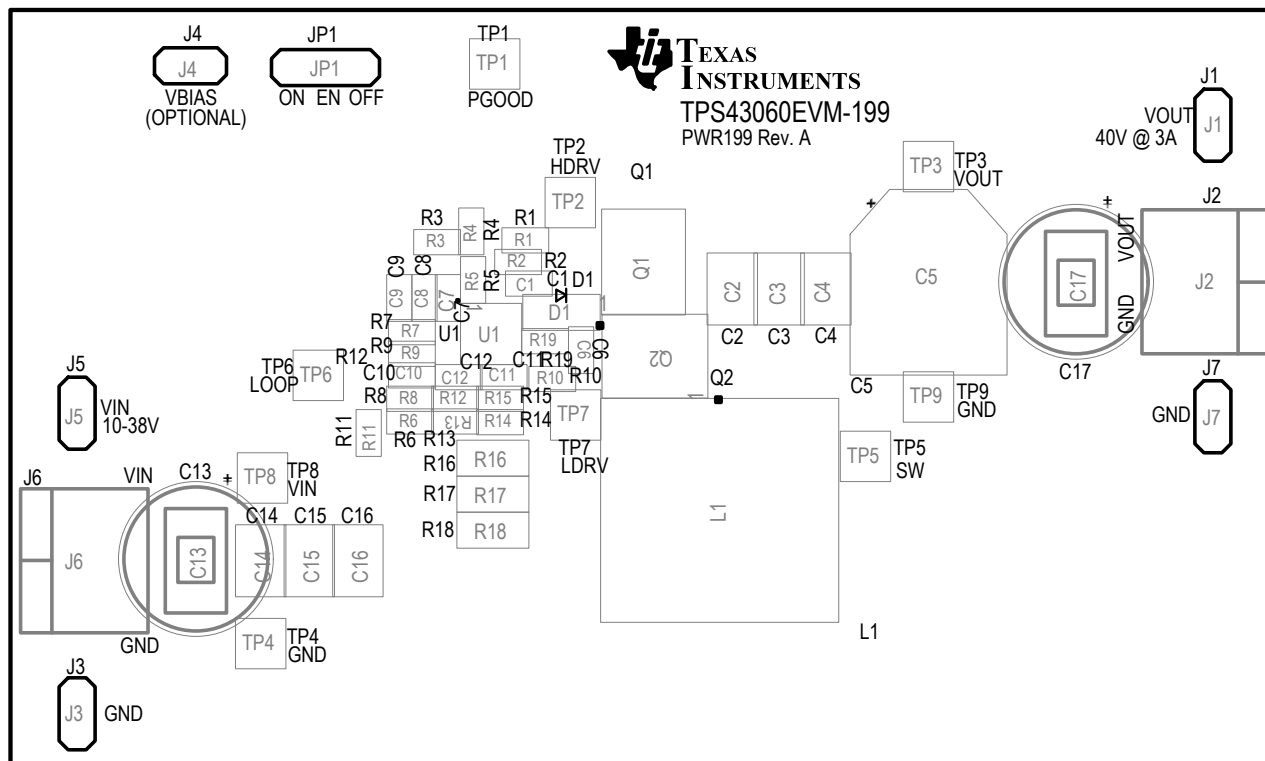 J4
J4
VBIAS
(OPTIONAL)
JP1
JP1
ON EN OFF
TP1
TP1
PGOOD
TEXAS
INSTRUMENTS
TPS43060EVM-199
PWR199 Rev. A
J1
J1
VOUT
40V @ 3A
TP2
HDRV
TP2
Q1
Q1
1
TP3
TP3
VOUT
+
C5
C5
+
VOUT
GND
C17
C17
J2
J2
R3
R3
R4
R4
R1
R1
R2
R2
C9
C9
C8
C8
C7
C7
R5
R5
C1
C1
D1
D1
1
U1
U1
R7
R7
R9
R9
R19
R19
C6
C6
Q2
Q2
1
C2
C2
C3
C3
C4
C4
TP6
LOOP
TP6
R12
R12
C10
C10
C12
C12
C11
C11
R10
R10
R8
R8
R15
R15
R6
R6
R13
R13
R14
R14
R11
R11
TP7
TP7
LDRV
TP9
TP9
GND
J7
J7
GND
J5
J5
VIN
10-38V
R16
R16
R17
R17
R18
R18
TP5
TP5
SW
L1
L1
J6
J6
VIN
GND
C13
C13
+
TP8
TP8
VIN
C14
C14
C15
C15
C16
C16
TP4
TP4
GND
J3
J3
GND